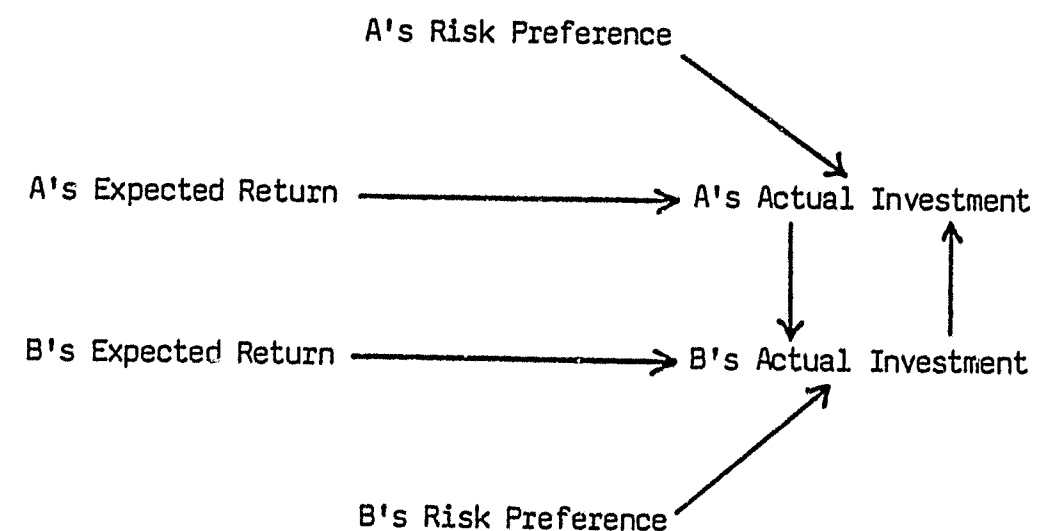 A's Risk Preference
A's Expected Return
A's Actual Investment
B's Expected Return
B's Actual Investment
B's Risk Preference